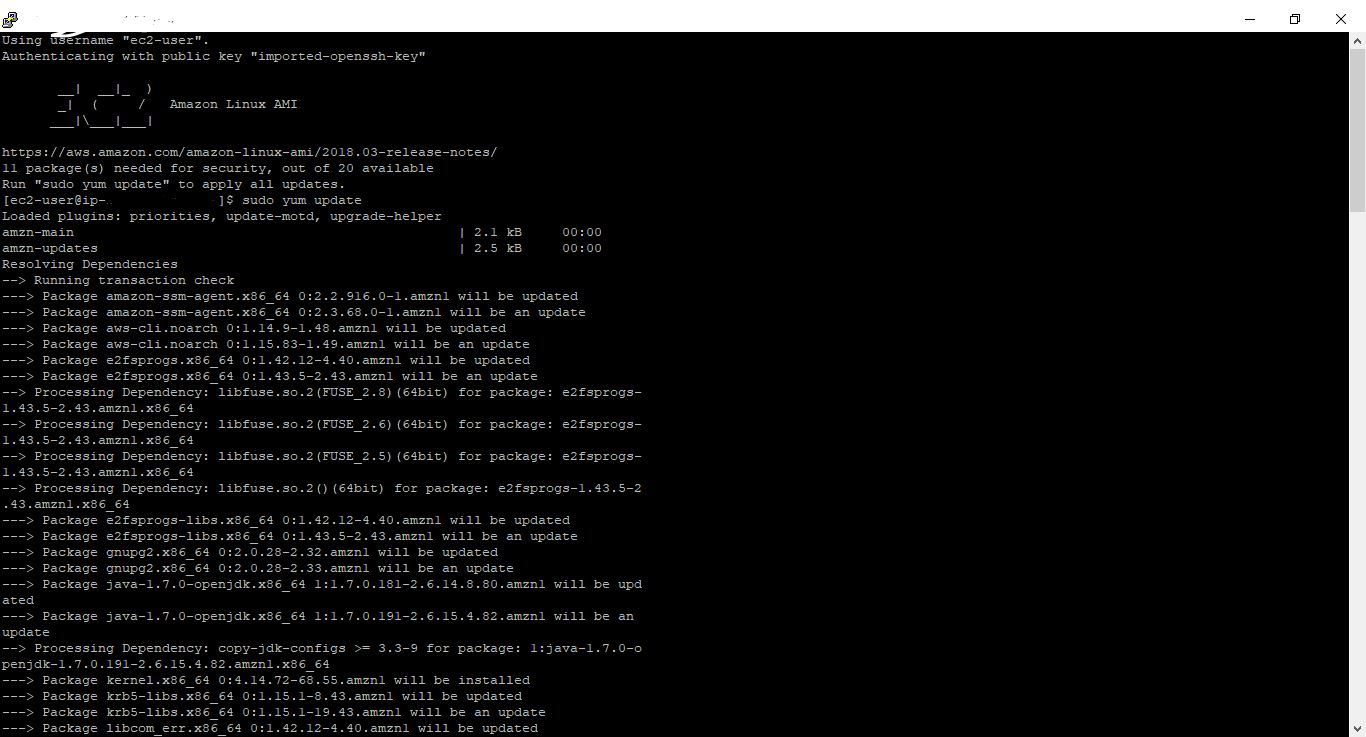 Using username "ec2-user".
Authenticating with public key "imported-openssh-key"
       __|  __|_  )
       _|  (     /   Amazon Linux AMI
      ___|\___|___|
https://aws.amazon.com/amazon-linux-ami/2018.03-release-notes/
11 package(s) needed for security, out of 20 available
Run "sudo yum update" to apply all updates.
[ec2-user@ip- ]$ sudo yum update
Loaded plugins: priorities, update-motd, upgrade-helper
amzn-main | 2.1 kB 00:00
amzn-updates | 2.5 kB 00:00
Resolving Dependencies
--> Running transaction check
---> Package amazon-ssm-agent.x86_64 0:2.2.916.0-1.amzn1 will be updated
---> Package amazon-ssm-agent.x86_64 0:2.3.68.0-1.amzn1 will be an update
---> Package aws-cli.noarch 0:1.14.9-1.48.amzn1 will be updated
---> Package aws-cli.noarch 0:1.15.83-1.49.amzn1 will be an update
---> Package e2fsprogs.x86_64 0:1.42.12-4.40.amzn1 will be updated
---> Package e2fsprogs.x86_64 0:1.43.5-2.43.amzn1 will be an update
--> Processing Dependency: libfuse.so.2(FUSE_2.8)(64bit) for package: e2fsprogs-
1.43.5-2.43.amzn1.x86_64
--> Processing Dependency: libfuse.so.2(FUSE_2.6)(64bit) for package: e2fsprogs-
1.43.5-2.43.amzn1.x86_64
--> Processing Dependency: libfuse.so.2(FUSE_2.5)(64bit) for package: e2fsprogs-
1.43.5-2.43.amzn1.x86_64
--> Processing Dependency: libfuse.so.2()(64bit) for package: e2fsprogs-1.43.5-2
.43.amzn1.x86_64
---> Package e2fsprogs-libs.x86_64 0:1.42.12-4.40.amzn1 will be updated
---> Package e2fsprogs-libs.x86_64 0:1.43.5-2.43.amzn1 will be an update
---> Package gnupg2.x86_64 0:2.0.28-2.32.amzn1 will be updated
---> Package gnupg2.x86_64 0:2.0.28-2.33.amzn1 will be an update
---> Package java-1.7.0-openjdk.x86_64 1:1.7.0.181-2.6.14.8.80.amzn1 will be upd
ated
---> Package java-1.7.0-openjdk.x86_64 1:1.7.0.191-2.6.15.4.82.amzn1 will be an
update
--> Processing Dependency: copy-jdk-configs >= 3.3-9 for package: 1:java-1.7.0-o
penjdk-1.7.0.191-2.6.15.4.82.amzn1.x86_64
---> Package kernel.x86_64 0:4.14.72-68.55.amzn1 will be installed
---> Package krb5-libs.x86_64 0:1.15.1-8.43.amzn1 will be updated
---> Package krb5-libs.x86_64 0:1.15.1-19.43.amzn1 will be an update
---> Package libcom_err.x86_64 0:1.42.12-4.40.amzn1 will be updated